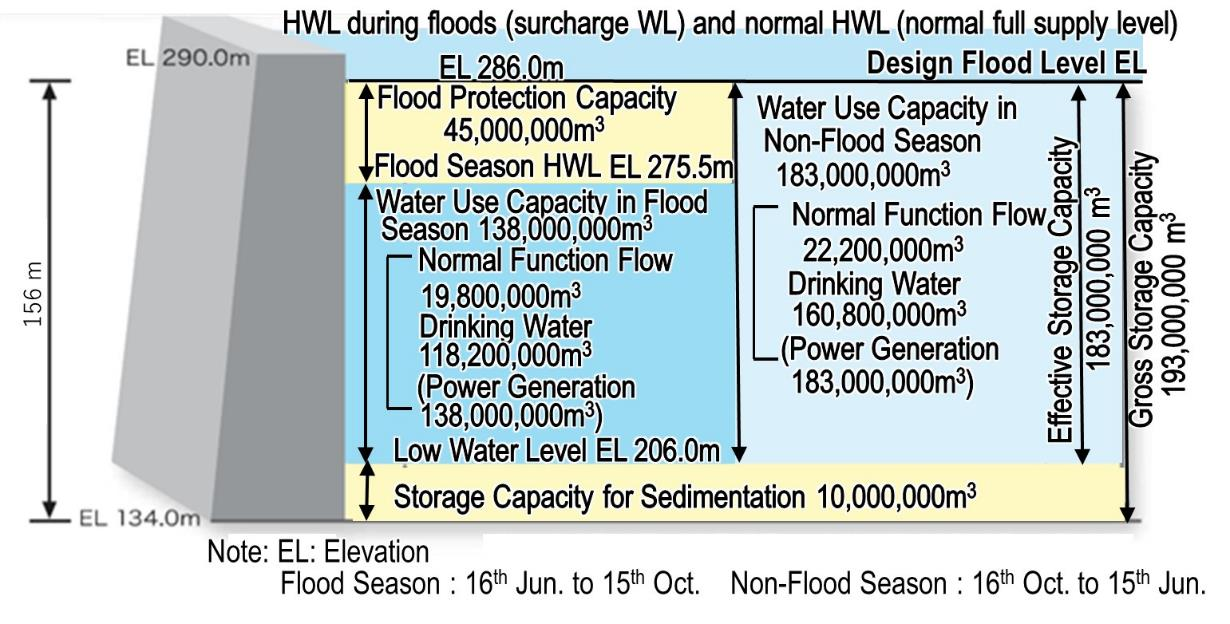 HWL during floods (surcharge WL) and normal HWL (normal full supply level)
EL 290.0m
EL 286.0m
Design Flood Level EL
Flood Protection Capacity
45,000,000m³
Flood Season HWL EL 275.5m
Water Use Capacity in Flood
Season 138,000,000m³
Normal Function Flow
19,800,000m³
Drinking Water
118,200,000m³
(Power Generation
138,000,000m³)
Low Water Level EL 206.0m
Water Use Capacity in
Non-Flood Season
183,000,000m³
Normal Function Flow
22,200,000m³
Drinking Water
160,800,000m³
(Power Generation
183,000,000m³)
Effective Storage Capacity
183,000,000 m³
Gross Storage Capacity
193,000,000 m³
156 m
Storage Capacity for Sedimentation 10,000,000m³
EL 134.0m
Note: EL: Elevation
Flood Season : 16th Jun. to 15th Oct. Non-Flood Season : 16th Oct. to 15th Jun.